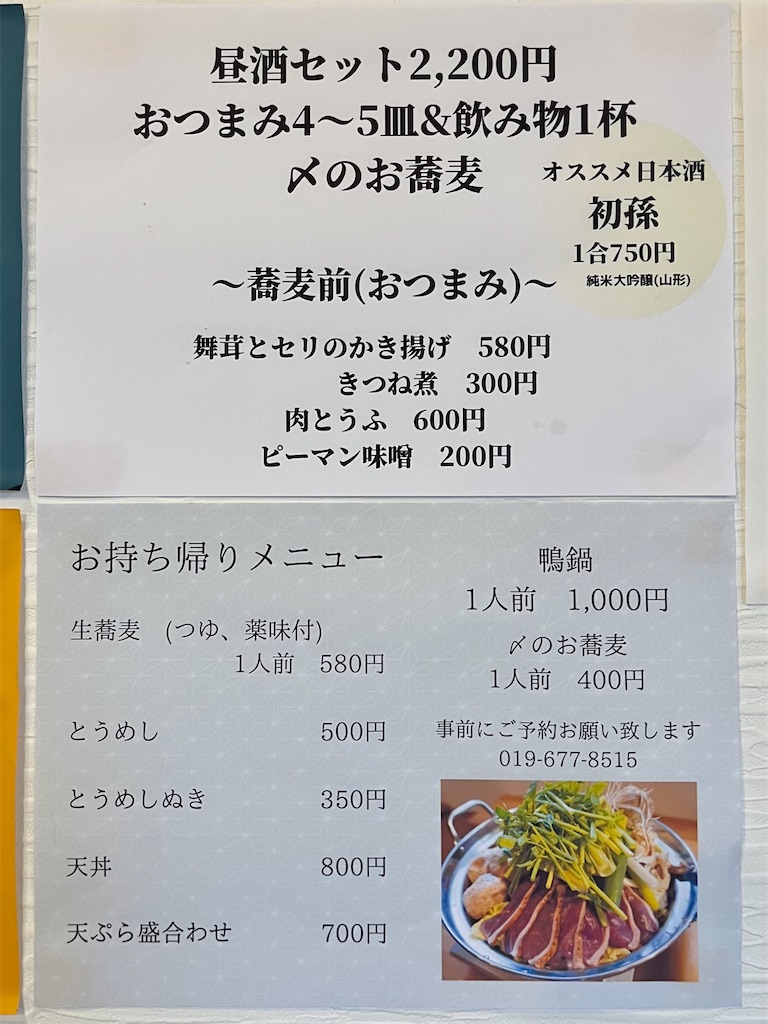 昼酒セット2,200円
おつまみ4〜5皿&飲み物1杯
〆のお蕎麦
オススメ日本酒
初孫
1合750円
純米大吟醸(山形)
〜蕎麦前(おつまみ)〜
舞茸とセリのかき揚げ 580円
きつね煮 300円
肉とうふ 600円
ピーマン味噌 200円
お持ち帰りメニュー
生蕎麦 (つゆ、薬味付)
1人前 580円
とうめし 500円
とうめしぬき 350円
天丼 800円
天ぷら盛合わせ 700円
鴨鍋
1人前 1,000円
〆のお蕎麦
1人前 400円
事前にご予約お願い致します
019-677-8515